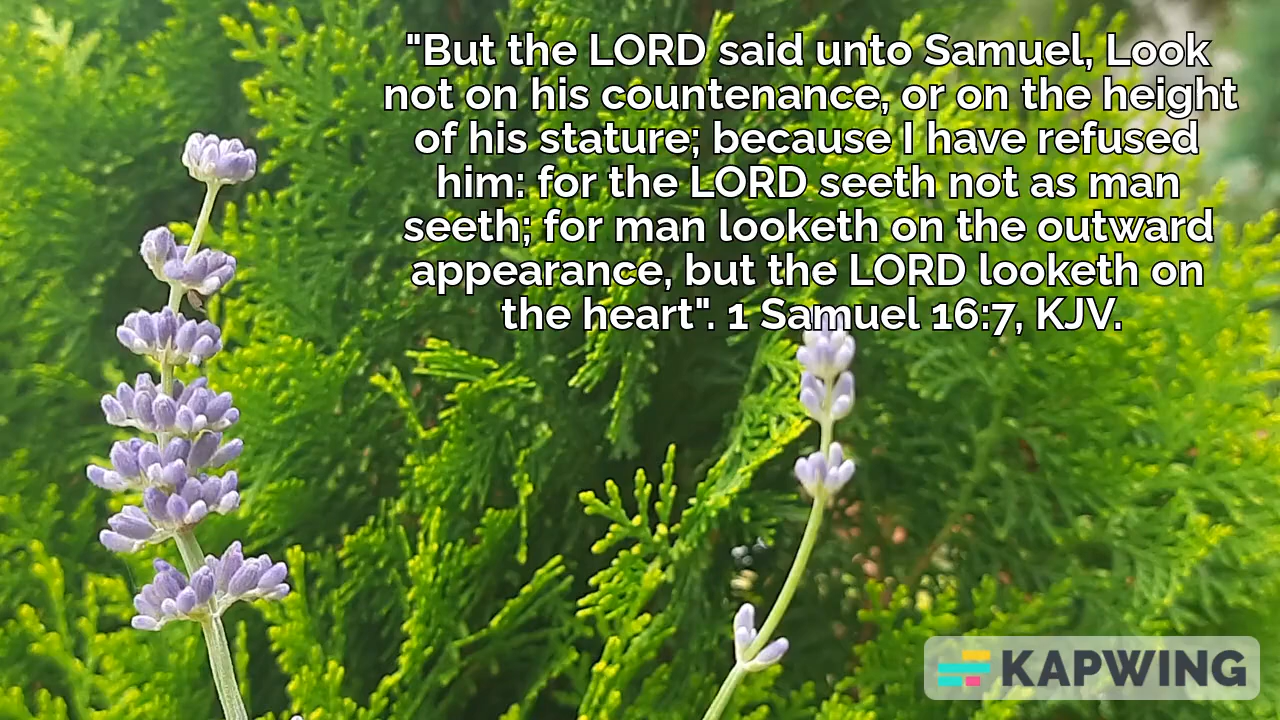 "But the LORD said unto Samuel, Look
not on his countenance, or on the height
of his stature; because I have refused
him: for the LORD seeth not as man
seeth; for man looketh on the outward
appearance, but the LORD looketh on
the heart". 1 Samuel 16:7, KJV.
KAPWING